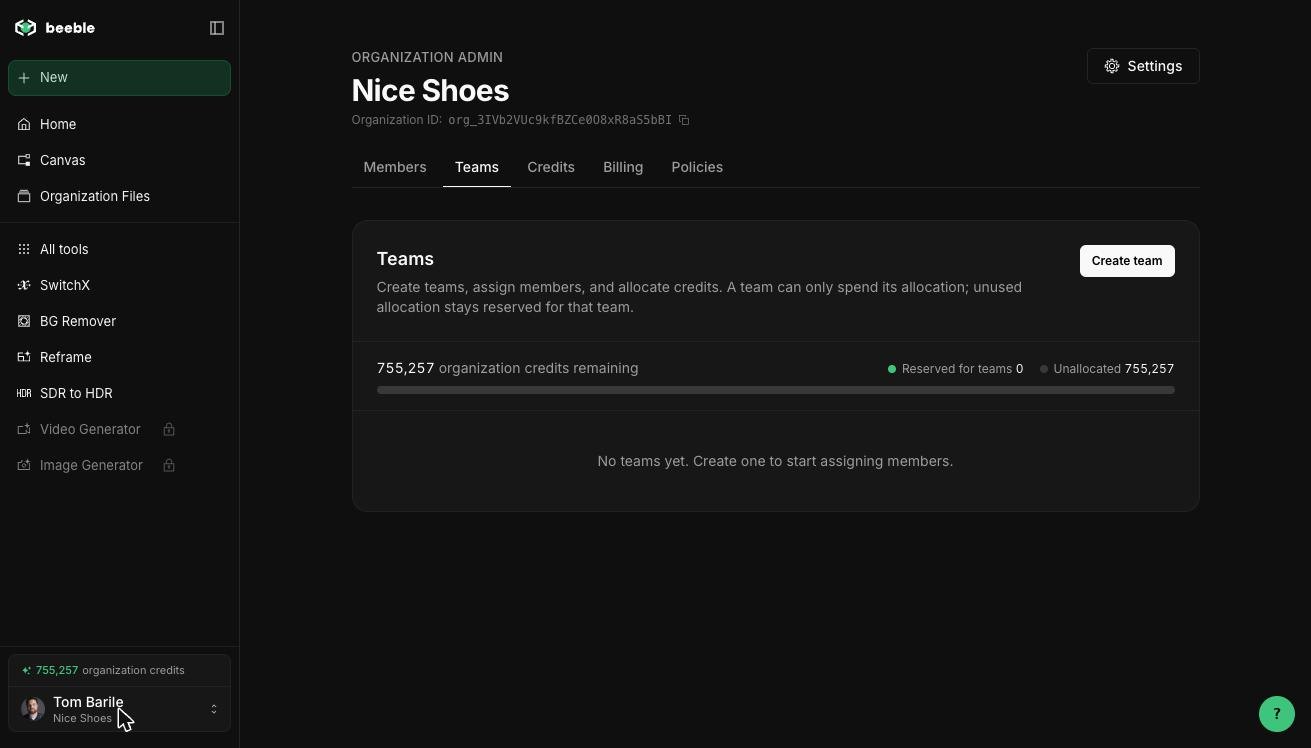 beeble
New
Home
Canvas
Organization Files
All tools
SwitchX
BG Remover
Reframe
HDR SDR to HDR
Video Generator
Image Generator
755,257 organization credits
Tom Barile
Nice Shoes
ORGANIZATION ADMIN
Nice Shoes
Organization ID: org_3IVb2VUc9kfBZCe0O8xR8aS5bBI
Settings
Members Teams Credits Billing Policies
Teams
Create team
Create teams, assign members, and allocate credits. A team can only spend its allocation; unused
allocation stays reserved for that team.
755,257 organization credits remaining
Reserved for teams 0 Unallocated 755,257
No teams yet. Create one to start assigning members.
?